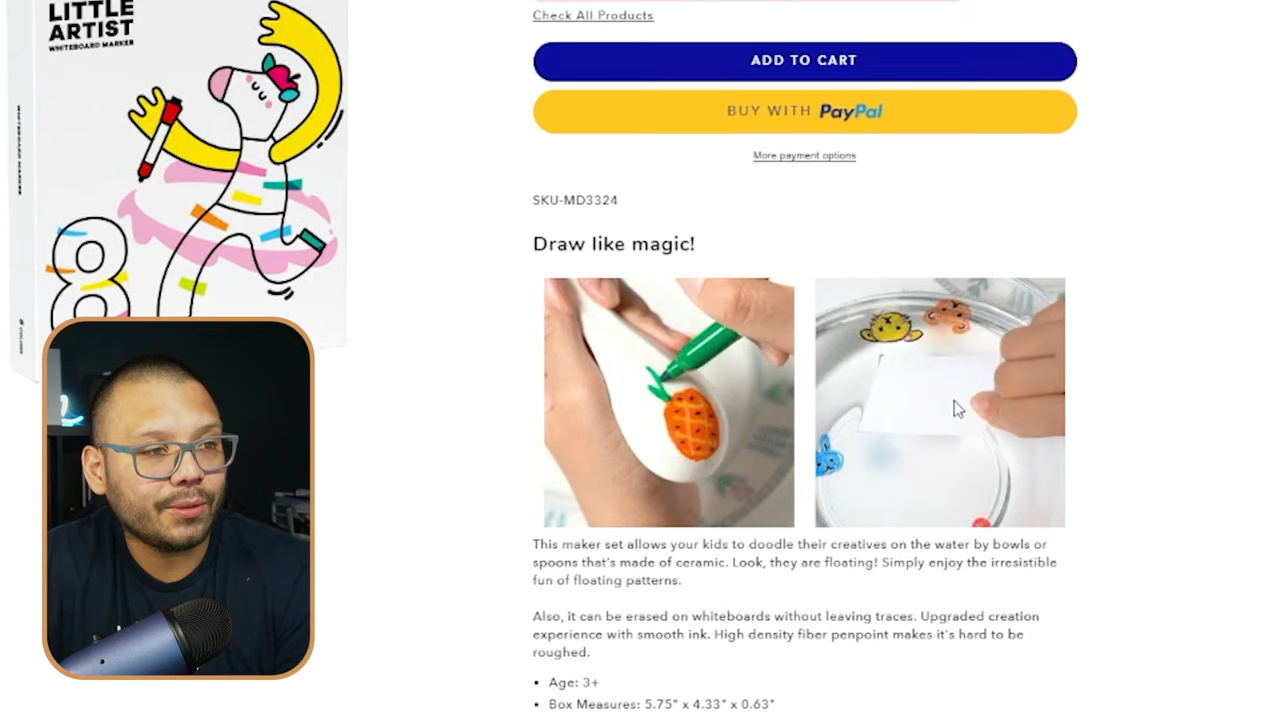 LITTLE
ARTIST
WHITEBOARD MARKER
8
Check All Products
ADD TO CART
BUY WITH PayPal
More payment options
SKU-MD3324
Draw like magic!
This maker set allows your kids to doodle their creatives on the water by bowls or
spoons that's made of ceramic. Look, they are floating! Simply enjoy the irresistible
fun of floating patterns.
Also, it can be erased on whiteboards without leaving traces. Upgraded creation
experience with smooth ink. High density fiber penpoint makes it's hard to be
roughed.
▪ Age: 3+
▪ Box Measures: 5.75" x 4.33" x 0.63"